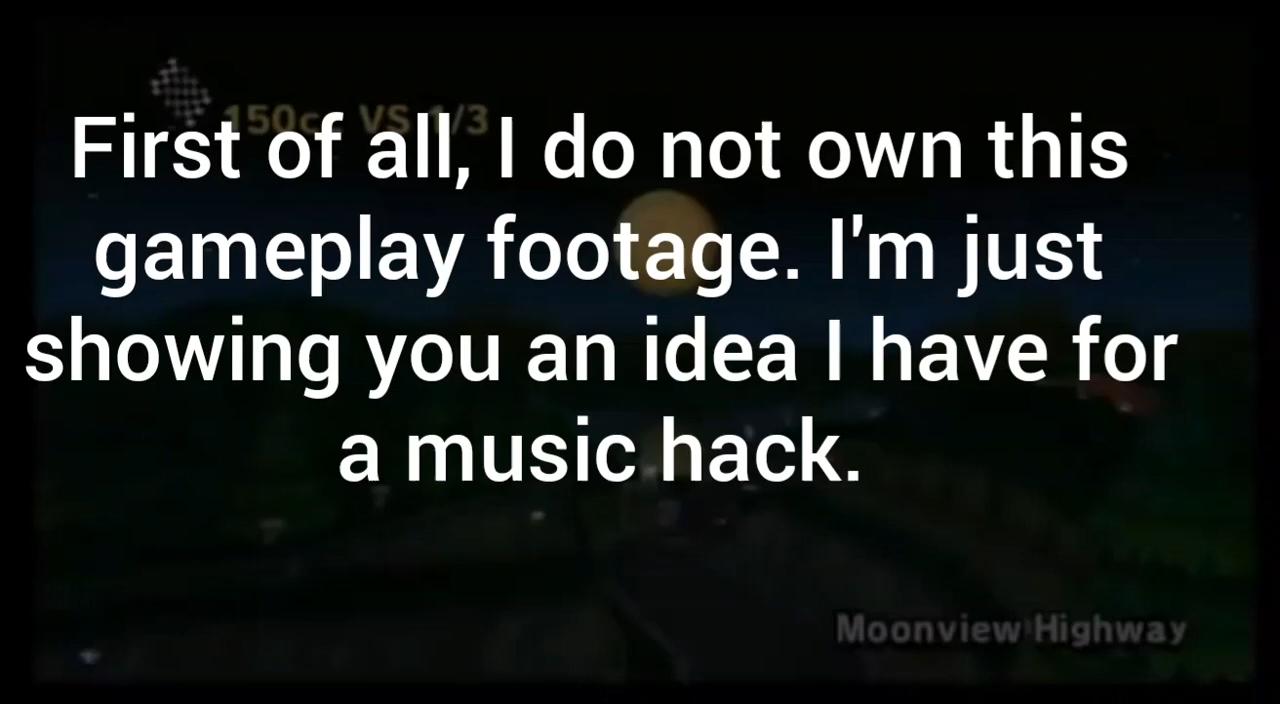 150cc VS 1/3
First of all, I do not own this
gameplay footage. I'm just
showing you an idea I have for
a music hack.
Moonview Highway